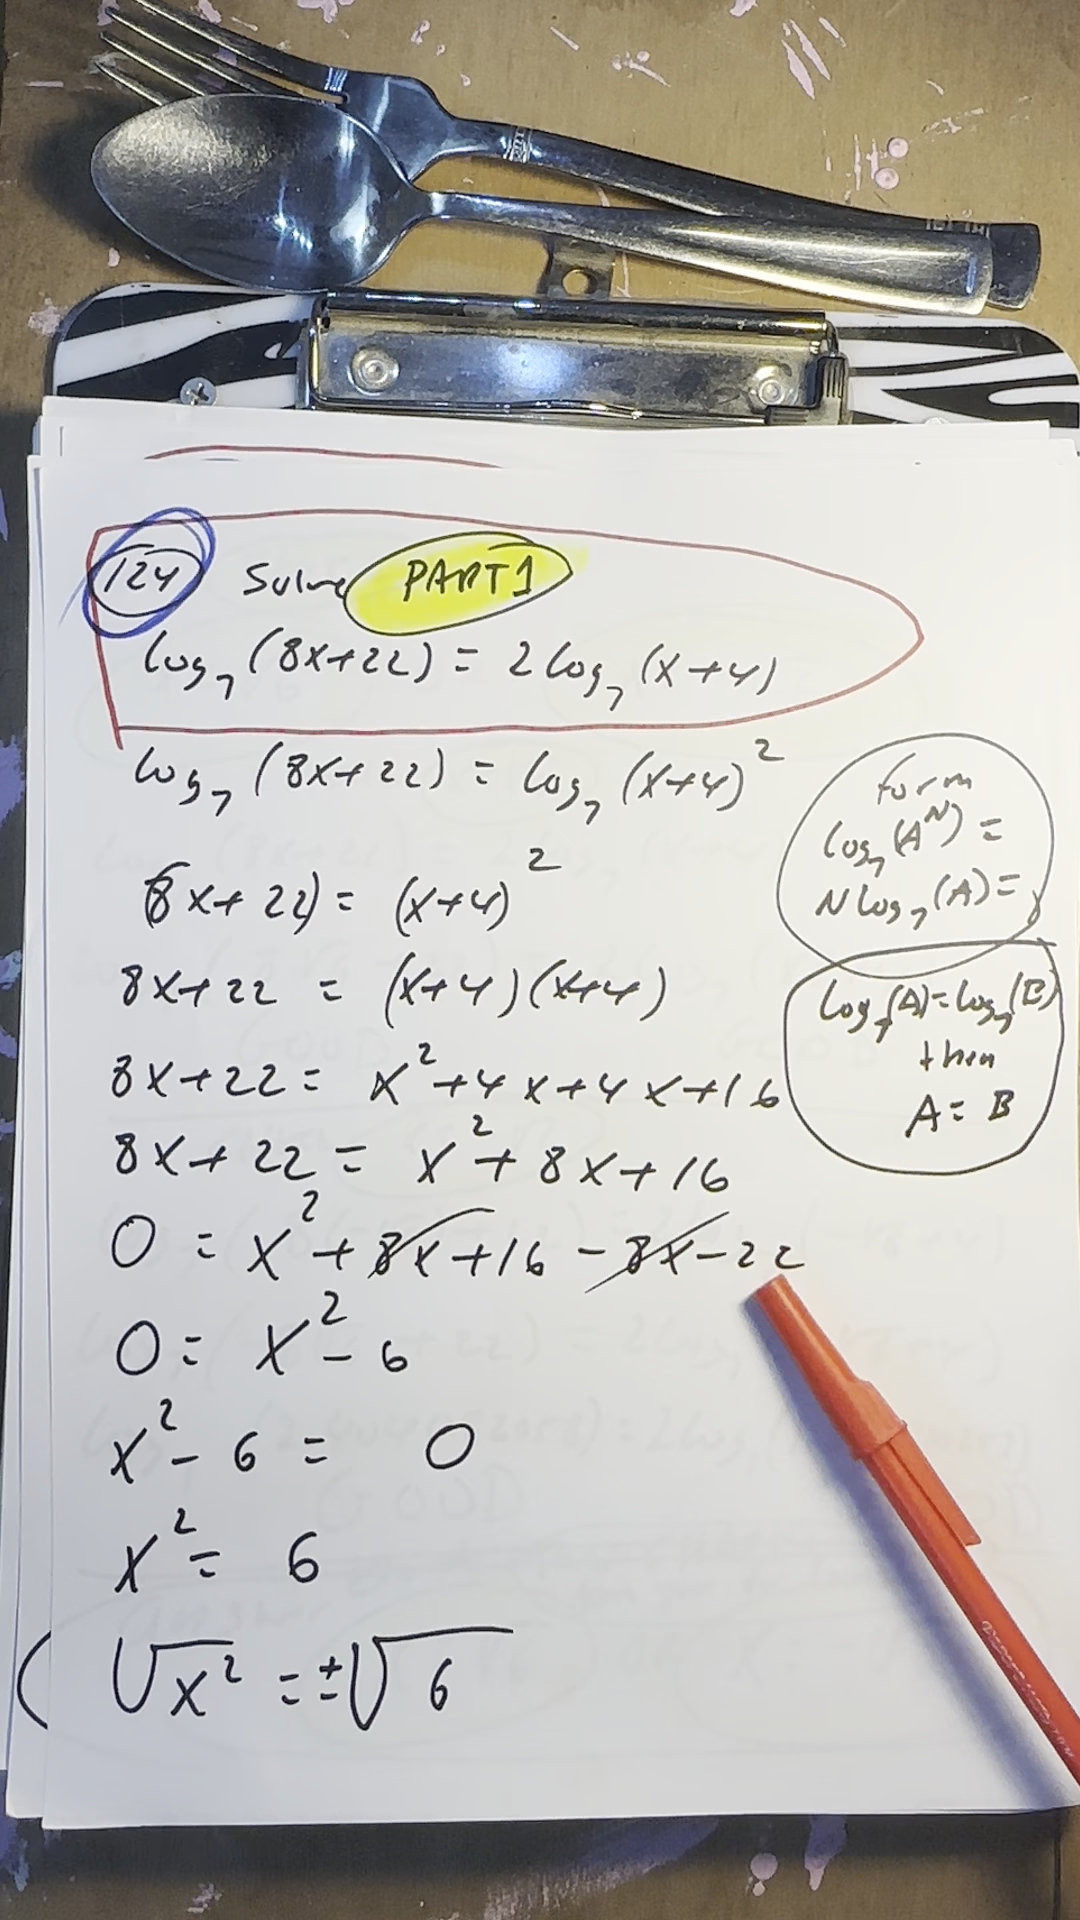 124 Solve PART 1
log₇(8x+22) = 2log₇(x+4)
log₇(8x+22) = log₇(x+4)²
(8x+22) = (x+4)²
8x+22 = (x+4)(x+4)
8x+22 = x²+4x+4x+16
8x+22 = x²+8x+16
0 = x²+8x+16-8x-22
0 = x²-6
x²-6 = 0
x² = 6
√x² = ±√6
form
log₇(A^N) =
N log₇(A) =
log₇(A) = log₇(B)
then
A = B